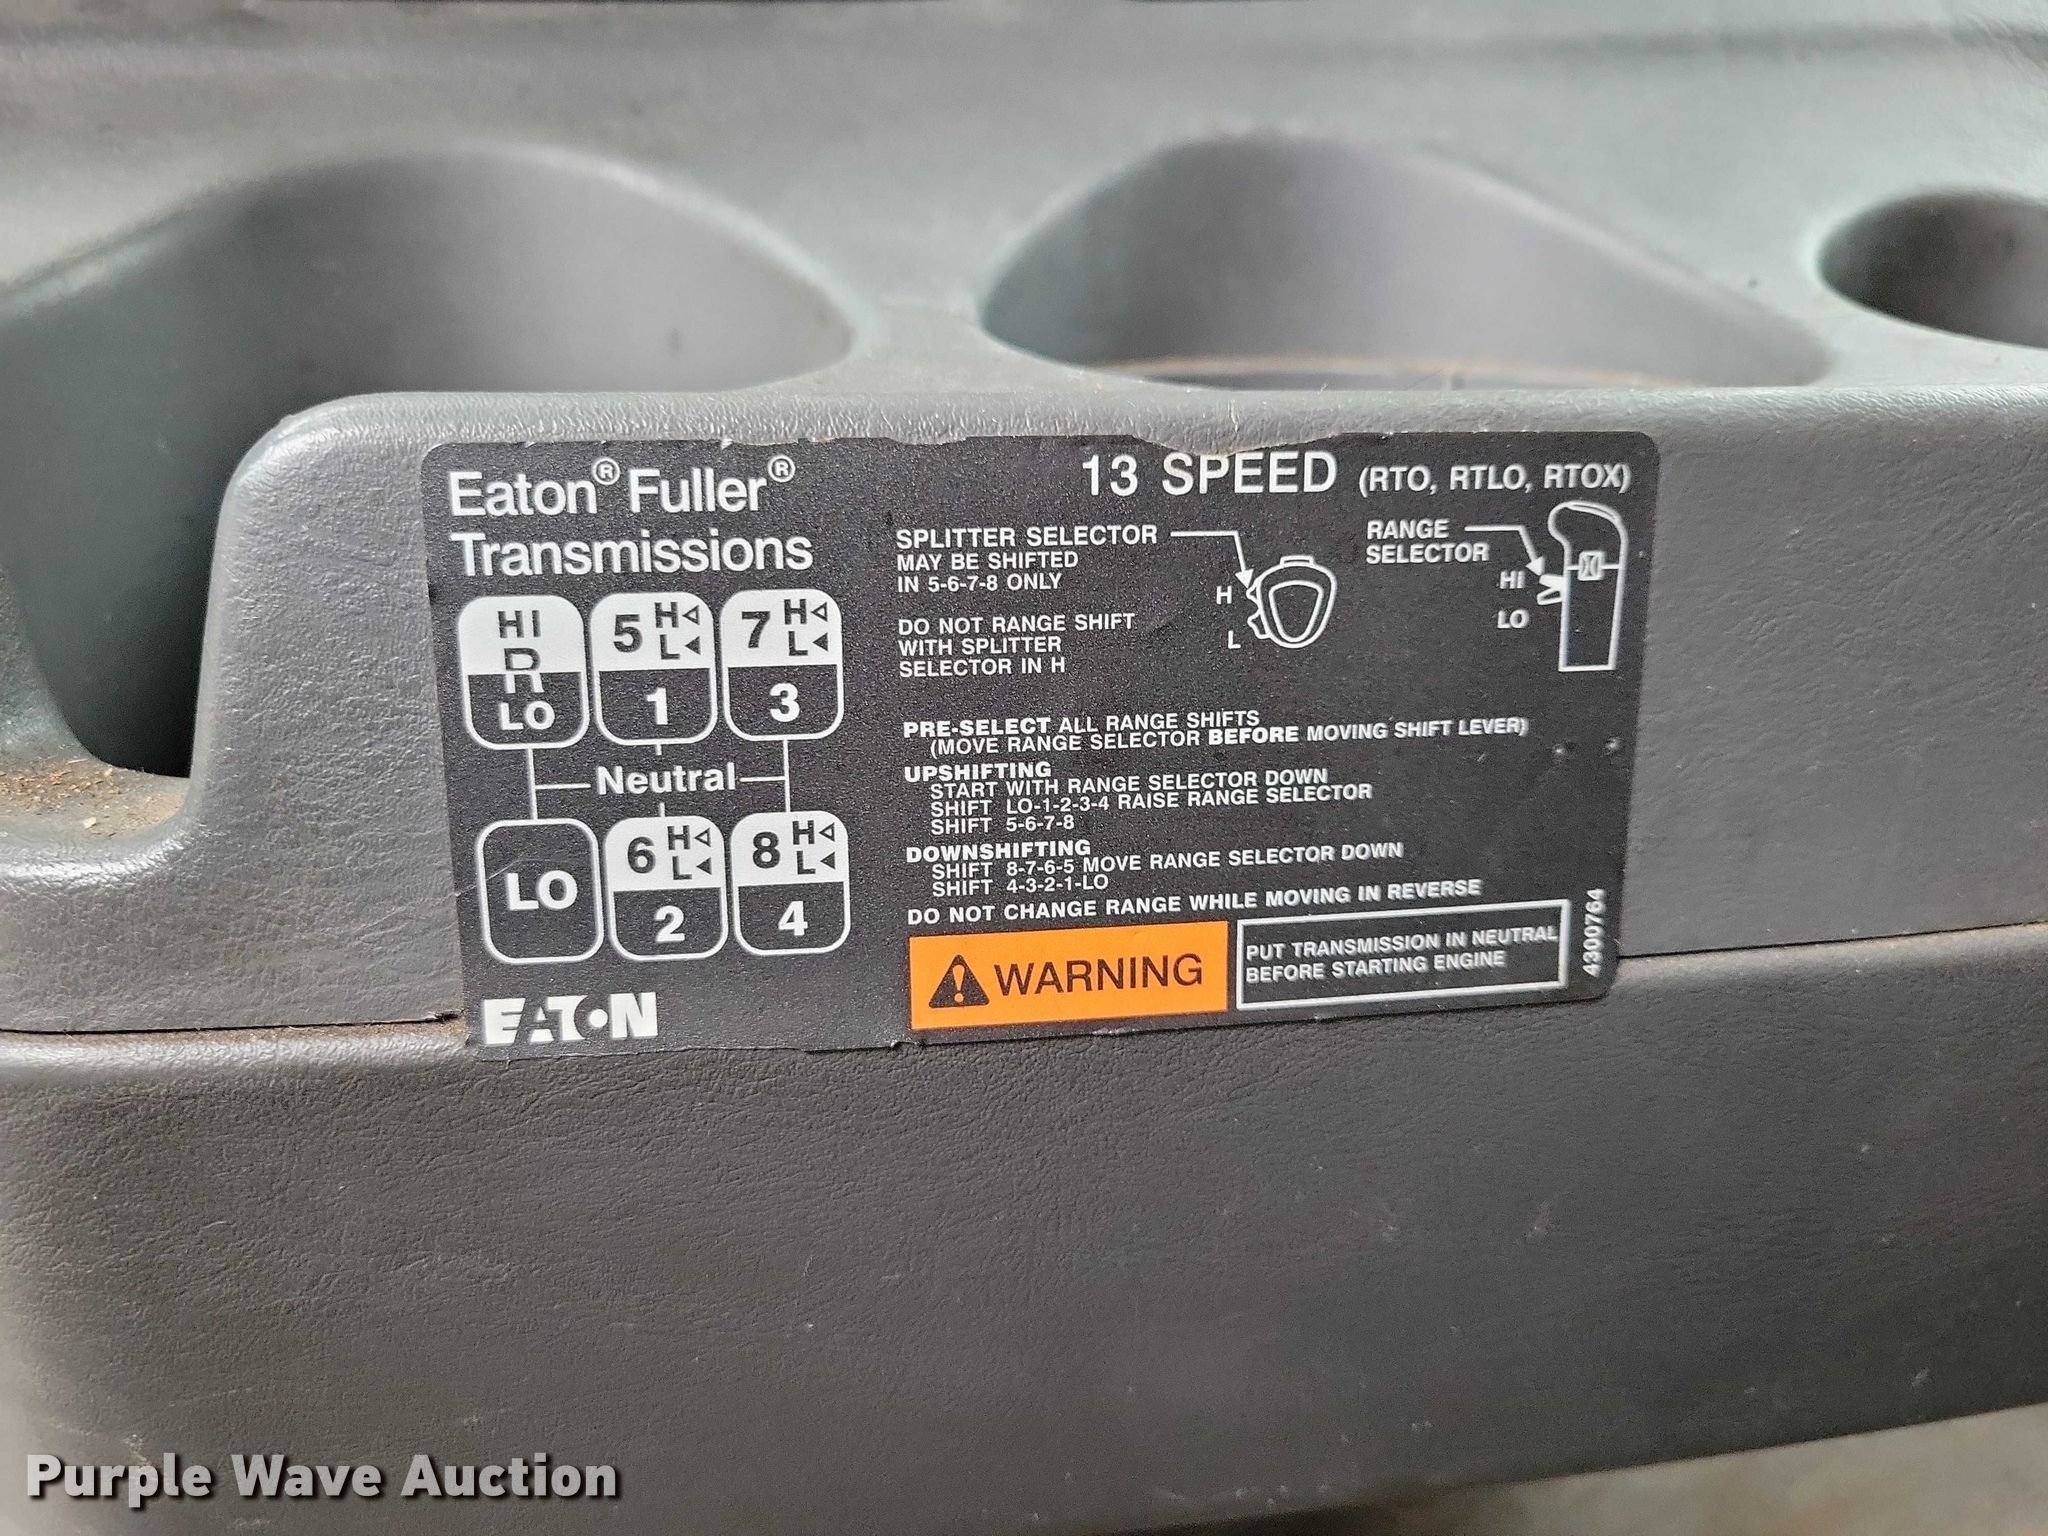 Eaton® Fuller®
Transmissions
HI
R
LO
5 H
L
1
7 H
L
3
Neutral
LO
6 H
L
2
8 H
L
4
EATON
13 SPEED (RTO, RTLO, RTOX)
SPLITTER SELECTOR
MAY BE SHIFTED
IN 5-6-7-8 ONLY
DO NOT RANGE SHIFT
WITH SPLITTER
SELECTOR IN H
H
L
RANGE
SELECTOR
HI
LO
PRE-SELECT ALL RANGE SHIFTS
(MOVE RANGE SELECTOR BEFORE MOVING SHIFT LEVER)
UPSHIFTING
START WITH RANGE SELECTOR DOWN
SHIFT LO-1-2-3-4 RAISE RANGE SELECTOR
SHIFT 5-6-7-8
DOWNSHIFTING
SHIFT 8-7-6-5 MOVE RANGE SELECTOR DOWN
SHIFT 4-3-2-1-LO
DO NOT CHANGE RANGE WHILE MOVING IN REVERSE
WARNING
PUT TRANSMISSION IN NEUTRAL
BEFORE STARTING ENGINE
4300764
Purple Wave Auction